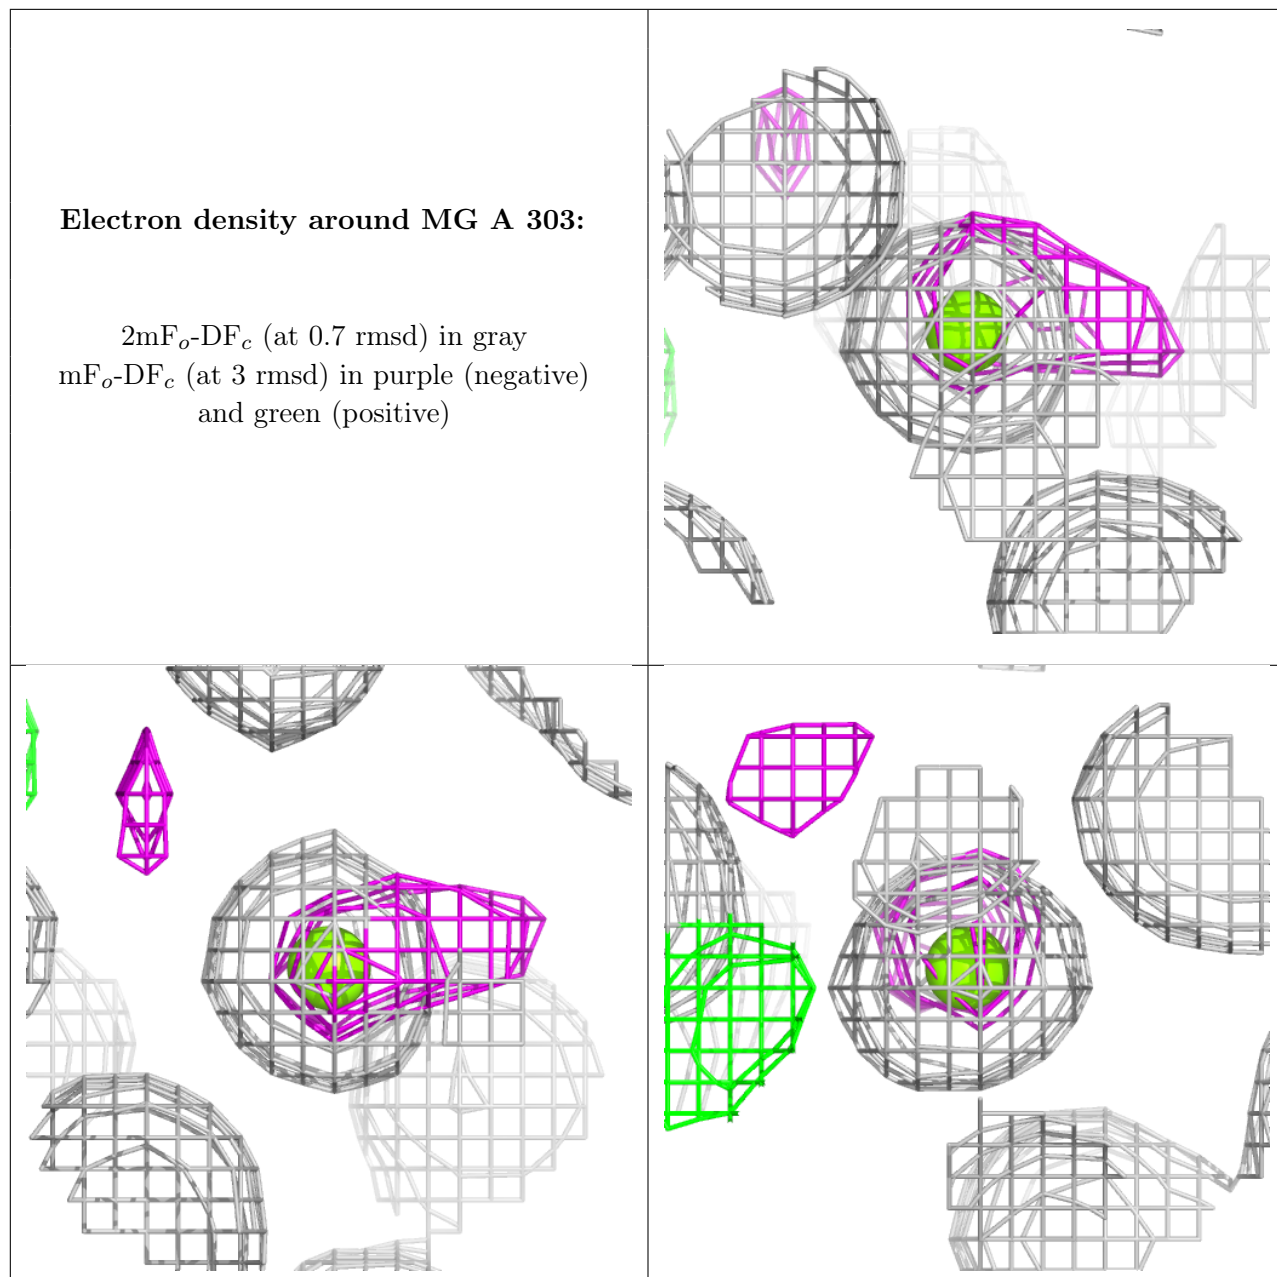 Electron density around MG A 303:
2mFo-DFc (at 0.7 rmsd) in gray
mFo-DFc (at 3 rmsd) in purple (negative)
and green (positive)